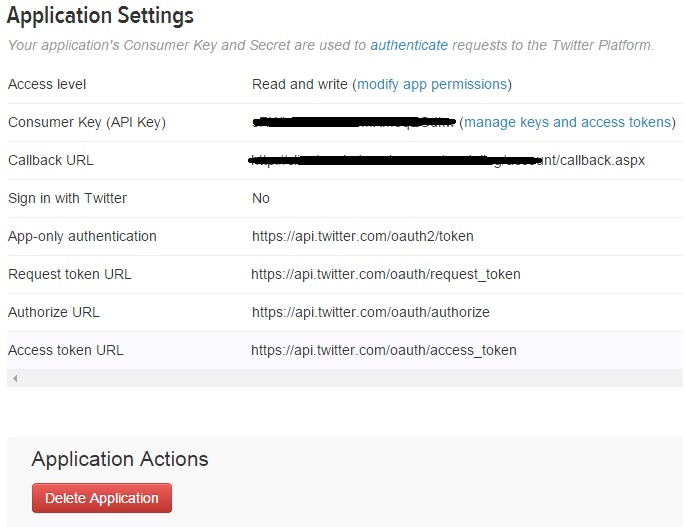 Application Settings
Your application's Consumer Key and Secret are used to authenticate requests to the Twitter Platform.
Access level Read and write (modify app permissions)
Consumer Key (API Key) (manage keys and access tokens)
Callback URL nt/callback.aspx
Sign in with Twitter No
App-only authentication https://api.twitter.com/oauth2/token
Request token URL https://api.twitter.com/oauth/request_token
Authorize URL https://api.twitter.com/oauth/authorize
Access token URL https://api.twitter.com/oauth/access_token
Application Actions
Delete Application